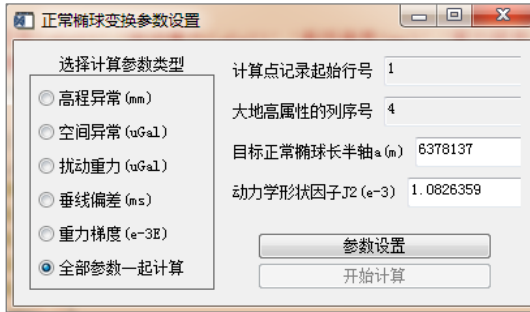 正常椭球变换参数设置
选择计算参数类型
高程异常(mm)
空间异常(uGal)
扰动重力(uGal)
垂线偏差(ms)
重力梯度(e-3E)
全部参数一起计算
计算点记录起始行号 1
大地高属性的列序号 4
目标正常椭球长半轴a(m) 6378137
动力学形状因子J2(e-3) 1.0826359
参数设置
开始计算